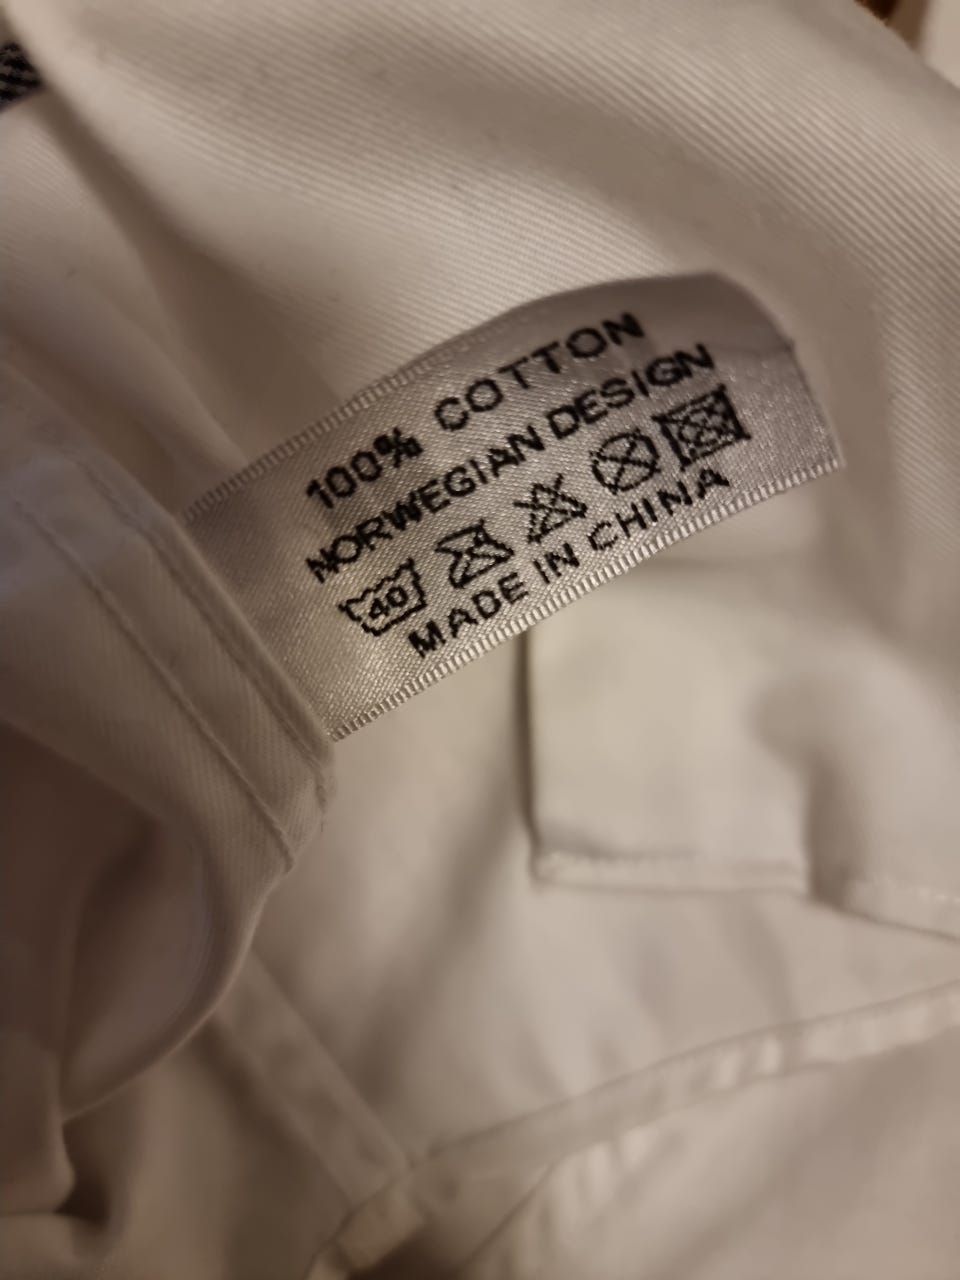 100% COTTON
NORWEGIAN DESIGN
40
MADE IN CHINA